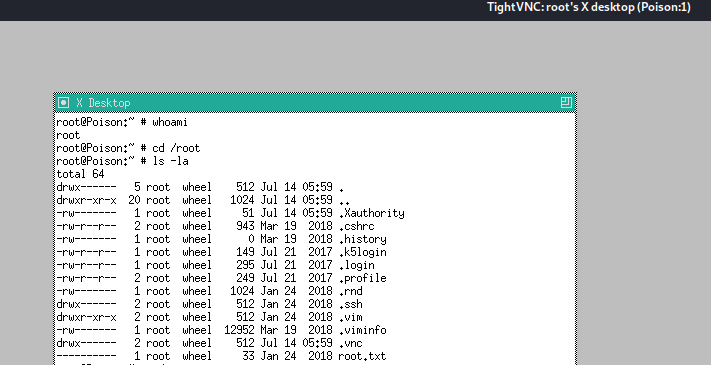 TightVNC: root's X desktop (Poison:1)
X Desktop
root@Poison:~ # whoami
root
root@Poison:~ # cd /root
root@Poison:~ # ls -la
total 64
drwx------   5 root  wheel    512 Jul 14 05:59 .
drwxr-xr-x  20 root  wheel   1024 Jul 14 05:59 ..
-rw-------   1 root  wheel     51 Jul 14 05:59 .Xauthority
-rw-r--r--   2 root  wheel    943 Mar 19  2018 .cshrc
-rw-------   1 root  wheel      0 Mar 19  2018 .history
-rw-r--r--   1 root  wheel    149 Jul 21  2017 .k5login
-rw-r--r--   1 root  wheel    295 Jul 21  2017 .login
-rw-r--r--   2 root  wheel    249 Jul 21  2017 .profile
-rw-------   1 root  wheel   1024 Jan 24  2018 .rnd
drwx------   2 root  wheel    512 Jan 24  2018 .ssh
drwxr-xr-x   2 root  wheel    512 Jan 24  2018 .vim
-rw-------   1 root  wheel  12952 Mar 19  2018 .viminfo
drwx------   2 root  wheel    512 Jul 14 05:59 .vnc
----------   1 root  wheel     33 Jan 24  2018 root.txt